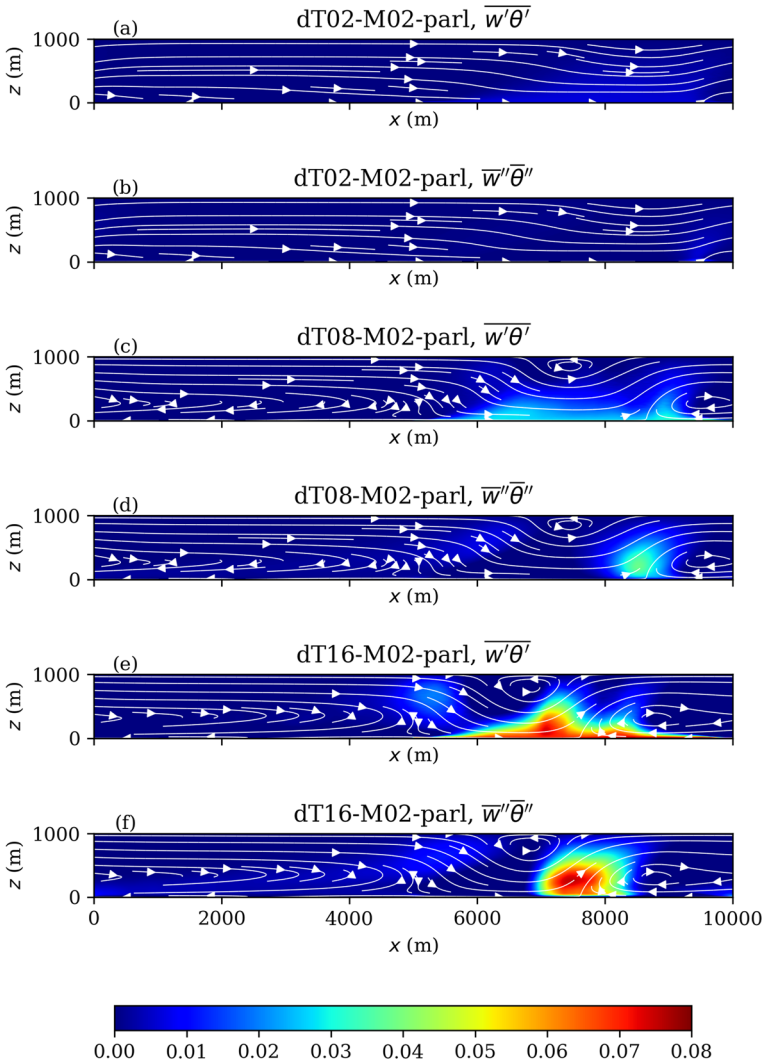 (a) dT02-M02-parl, w′θ′
1000
z (m)
0
x (m)
(b) dT02-M02-parl, w″θ″
1000
z (m)
0
x (m)
(c) dT08-M02-parl, w′θ′
1000
z (m)
0
x (m)
(d) dT08-M02-parl, w″θ″
1000
z (m)
0
x (m)
(e) dT16-M02-parl, w′θ′
1000
z (m)
0
x (m)
(f) dT16-M02-parl, w″θ″
1000
z (m)
0
0 2000 4000 6000 8000 10000
x (m)
0.00 0.01 0.02 0.03 0.04 0.05 0.06 0.07 0.08